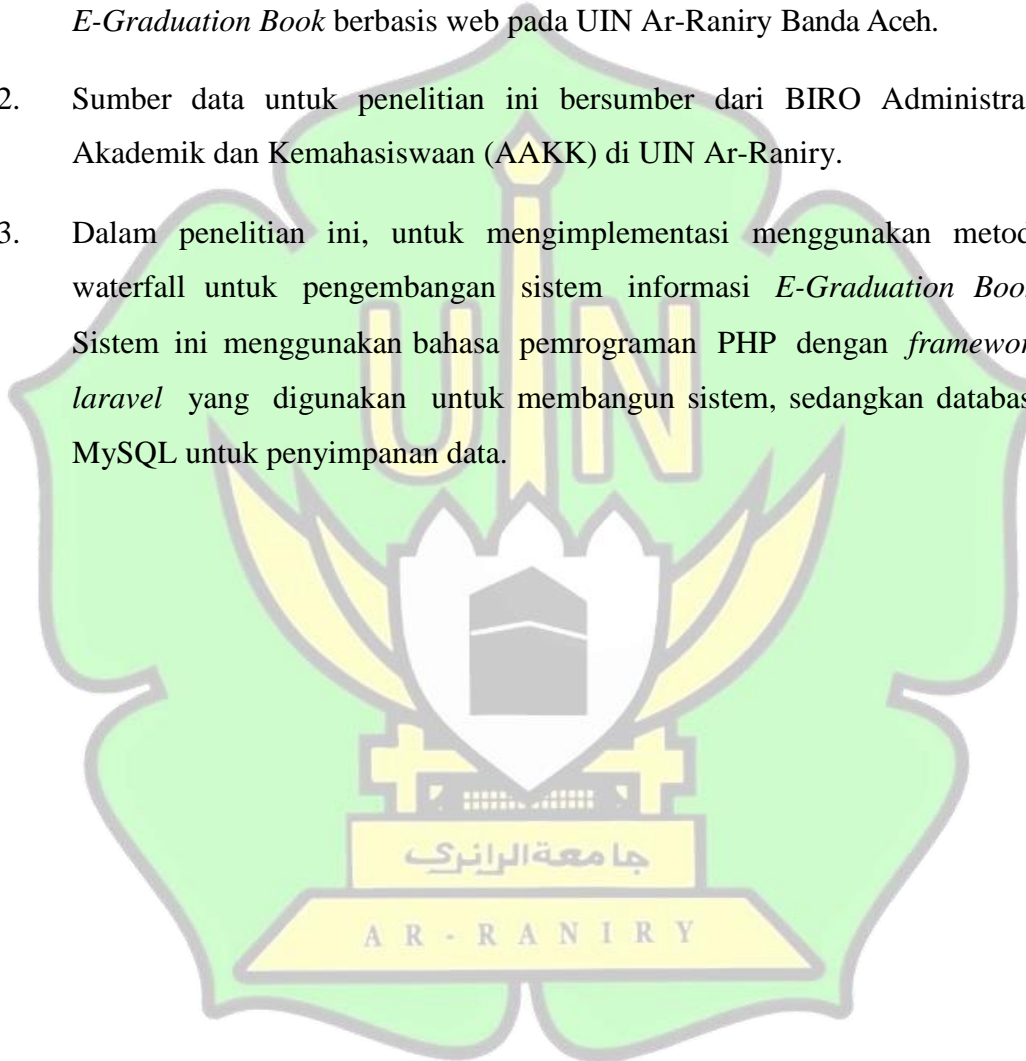 E-Graduation Book berbasis web pada UIN Ar-Raniry Banda Aceh.
2. Sumber data untuk penelitian ini bersumber dari BIRO Administra
Akademik dan Kemahasiswaan (AAKK) di UIN Ar-Raniry.
3. Dalam penelitian ini, untuk mengimplementasi menggunakan metod
waterfall untuk pengembangan sistem informasi E-Graduation Boo
Sistem ini menggunakan bahasa pemrograman PHP dengan framewor
laravel yang digunakan untuk membangun sistem, sedangkan databas
MySQL untuk penyimpanan data.
UIN
جامعة الرانري
AR-RANIRY